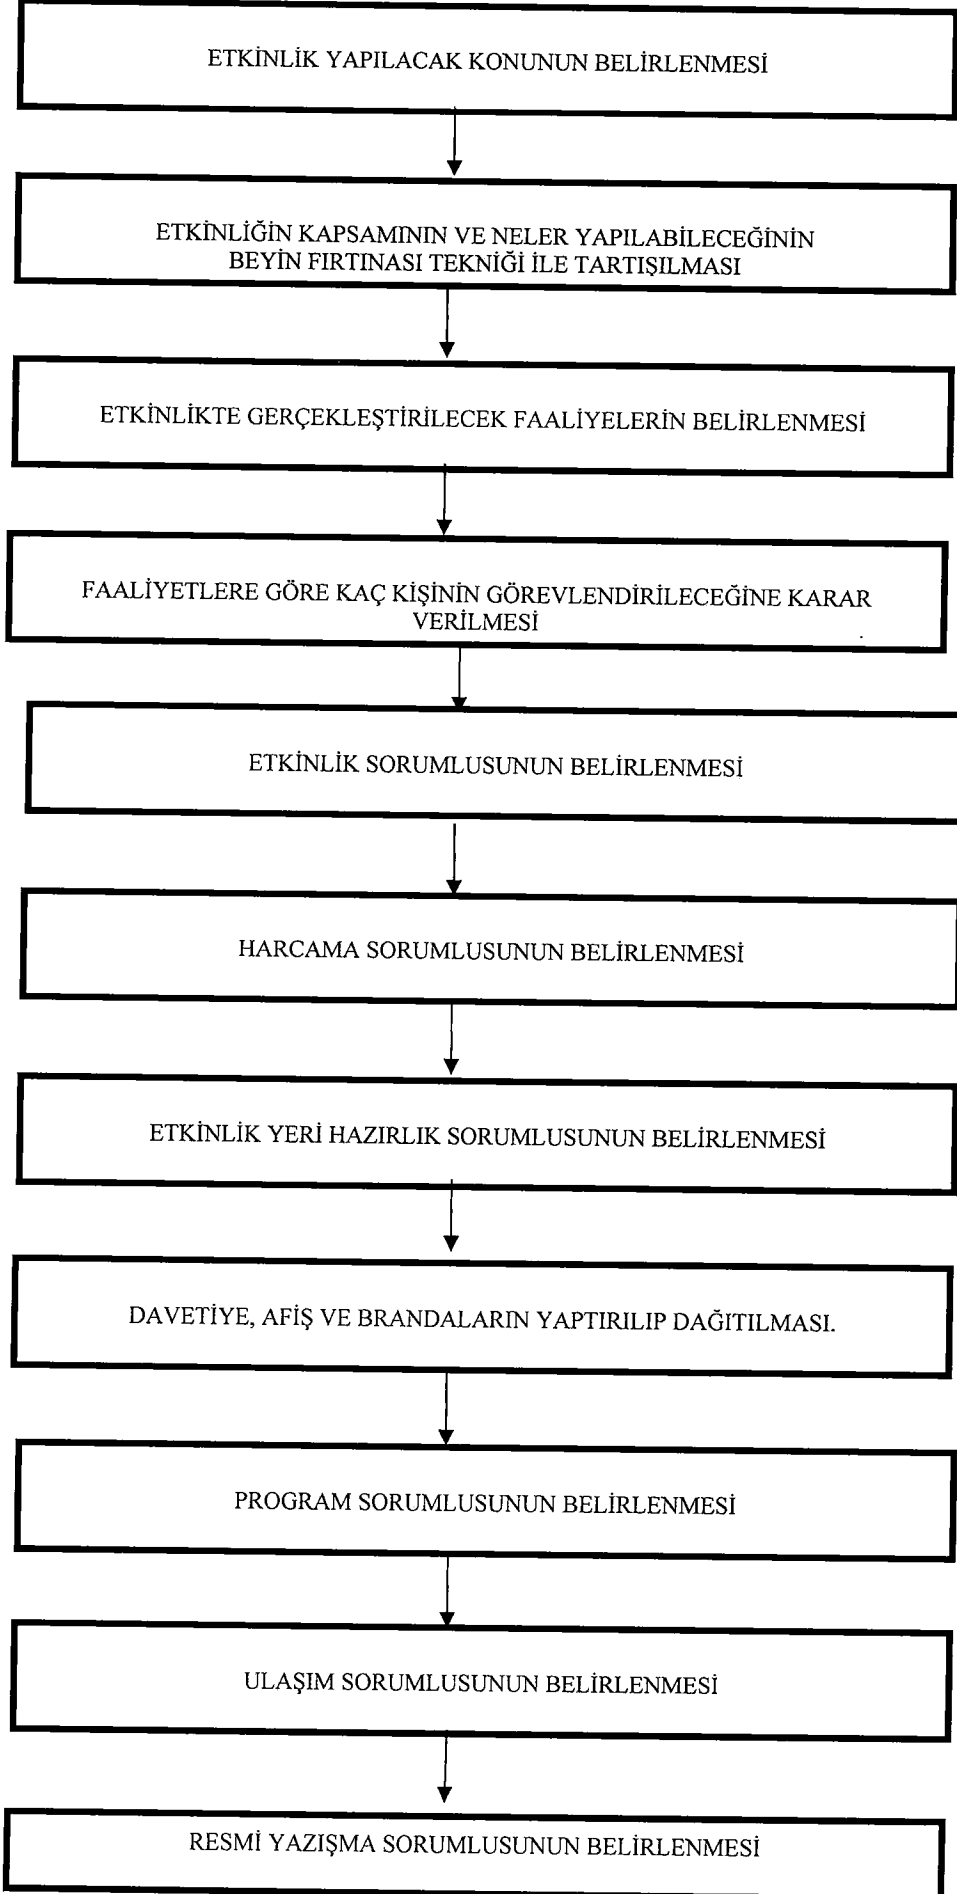 ETKİNLİK YAPILACAK KONUNUN BELİRLENMESİ
ETKİNLİĞİN KAPSAMININ VE NELER YAPILABİLECEĞİNİN
BEYİN FIRTINASI TEKNİĞİ İLE TARTIŞILMASI
ETKİNLİKTE GERÇEKLEŞTİRİLECEK FAALİYELERİN BELİRLENMESİ
FAALİYETLERE GÖRE KAÇ KİŞİNİN GÖREVLENDİRİLECEĞİNE KARAR
VERİLMESİ
ETKİNLİK SORUMLUSUNUN BELİRLENMESİ
HARCAMA SORUMLUSUNUN BELİRLENMESİ
ETKİNLİK YERİ HAZIRLIK SORUMLUSUNUN BELİRLENMESİ
DAVETİYE, AFİŞ VE BRANDALARIN YAPTIRILIP DAĞITILMASI.
PROGRAM SORUMLUSUNUN BELİRLENMESİ
ULAŞIM SORUMLUSUNUN BELİRLENMESİ
RESMİ YAZIŞMA SORUMLUSUNUN BELİRLENMESİ